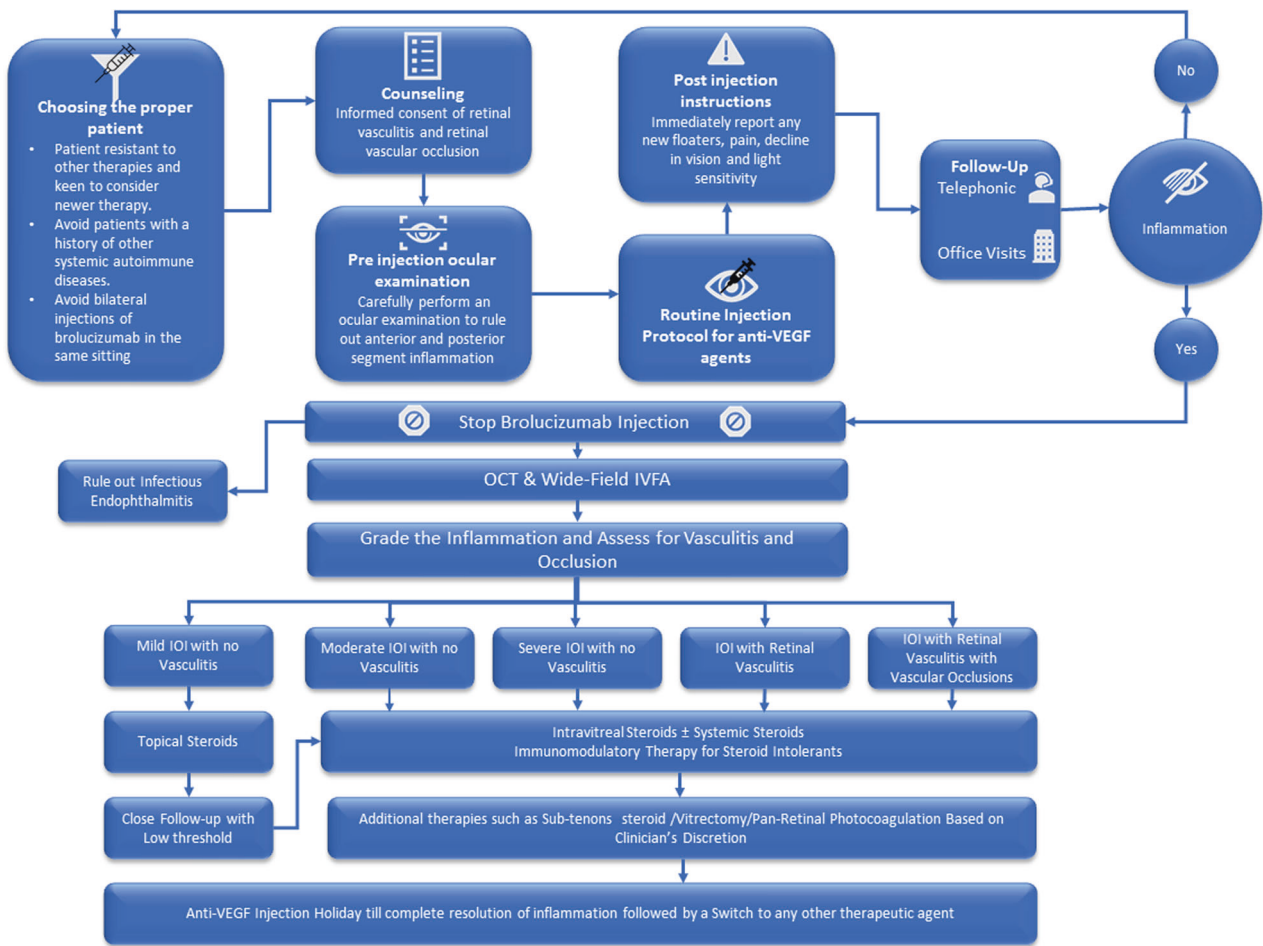 Choosing the proper
patient
• Patient resistant to
other therapies and
keen to consider
newer therapy.
• Avoid patients with a
history of other
systemic autoimmune
diseases.
• Avoid bilateral
injections of
brolucizumab in the
same sitting
Counseling
Informed consent of retinal
vasculitis and retinal
vascular occlusion
Pre injection ocular
examination
Carefully perform an
ocular examination to rule
out anterior and posterior
segment inflammation
Routine Injection
Protocol for anti-VEGF
agents
Post injection
instructions
Immediately report any
new floaters, pain, decline
in vision and light
sensitivity
Follow-Up
Telephonic
Office Visits
Inflammation
No
Yes
Stop Brolucizumab Injection
Rule out Infectious
Endophthalmitis
OCT & Wide-Field IVFA
Grade the Inflammation and Assess for Vasculitis and
Occlusion
Mild IOI with no
Vasculitis
Moderate IOI with no
Vasculitis
Severe IOI with no
Vasculitis
IOI with Retinal
Vasculitis
IOI with Retinal
Vasculitis with
Vascular Occlusions
Topical Steroids
Close Follow-up with
Low threshold
Intravitreal Steroids ± Systemic Steroids
Immunomodulatory Therapy for Steroid Intolerants
Additional therapies such as Sub-tenons steroid /Vitrectomy/Pan-Retinal Photocoagulation Based on
Clinician’s Discretion
Anti-VEGF Injection Holiday till complete resolution of inflammation followed by a Switch to any other therapeutic agent